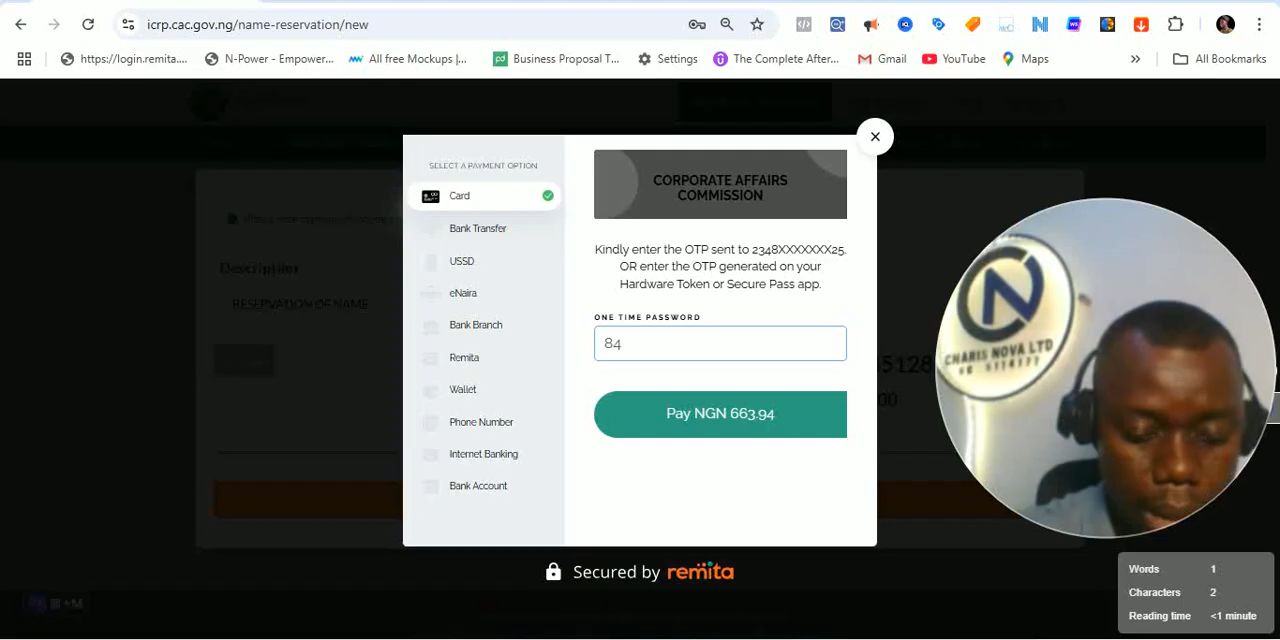 icrp.cac.gov.ng/name-reservation/new
https://login.remita....
N-Power - Empower...
All free Mockups |...
Business Proposal T...
Settings
The Complete After...
Gmail
YouTube
Maps
All Bookmarks
SELECT A PAYMENT OPTION
Card
Bank Transfer
USSD
eNaira
Bank Branch
Remita
Wallet
Phone Number
Internet Banking
Bank Account
CORPORATE AFFAIRS
COMMISSION
Kindly enter the OTP sent to 2348XXXXXXX25.
OR enter the OTP generated on your
Hardware Token or Secure Pass app.
ONE TIME PASSWORD
84
Pay NGN 663.94
Secured by remita
Description
RESERVATION OF NAME
5128
00
CHARIS NOVA LTD
Words 1
Characters 2
Reading time <1 minute